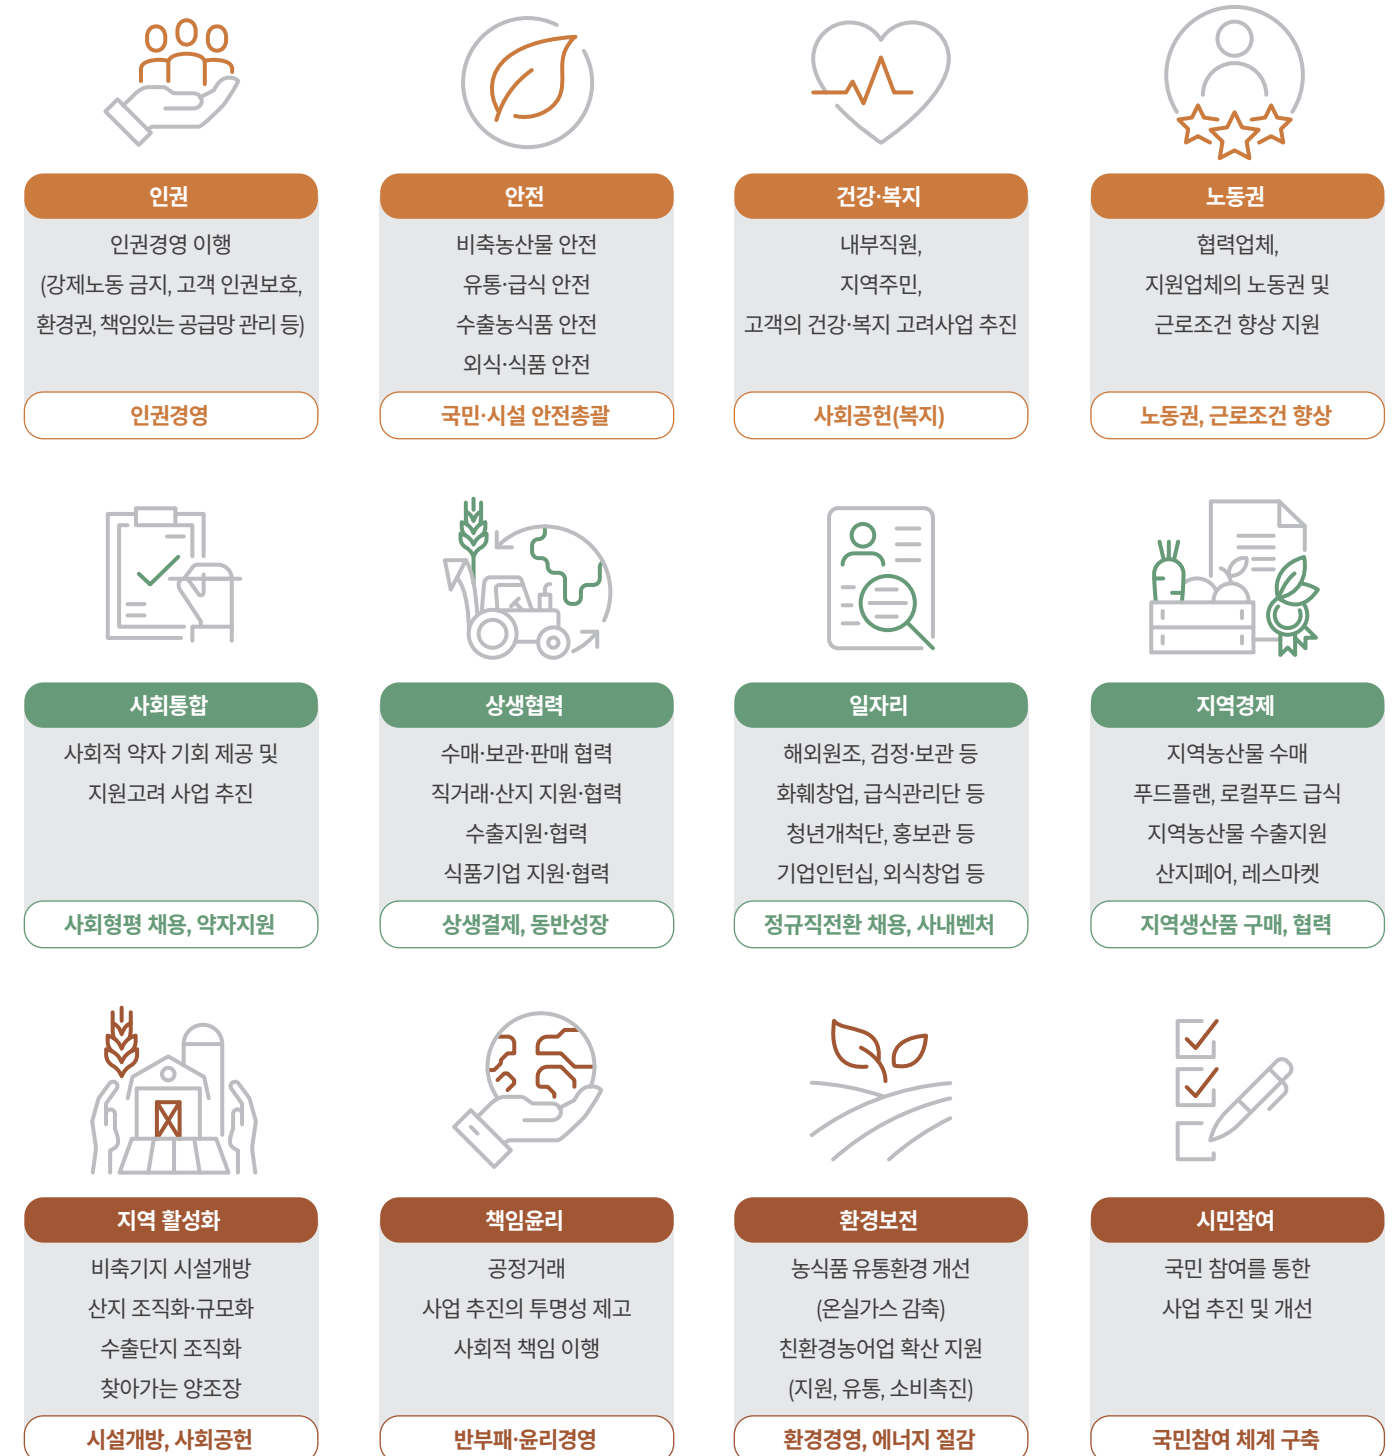 인권
인권경영 이행
(강제노동 금지, 고객 인권보호,
환경권, 책임있는 공급망 관리 등)
인권경영
안전
비축농산물 안전
유통·급식 안전
수출농식품 안전
외식·식품 안전
국민·시설 안전총괄
건강·복지
내부직원,
지역주민,
고객의 건강·복지 고려사업 추진
사회공헌(복지)
노동권
협력업체,
지원업체의 노동권 및
근로조건 향상 지원
노동권, 근로조건 향상
사회통합
사회적 약자 기회 제공 및
지원고려 사업 추진
사회형평 채용, 약자지원
상생협력
수매·보관·판매 협력
직거래·산지 지원·협력
수출지원·협력
식품기업 지원·협력
상생결제, 동반성장
일자리
해외원조, 검정·보관 등
화훼창업, 급식관리단 등
청년개척단, 홍보관 등
기업인턴십, 외식창업 등
정규직전환 채용, 사내벤처
지역경제
지역농산물 수매
푸드플랜, 로컬푸드 급식
지역농산물 수출지원
산지페어, 레스마켓
지역생산품 구매, 협력
지역 활성화
비축기지 시설개방
산지 조직화·규모화
수출단지 조직화
찾아가는 양조장
시설개방, 사회공헌
책임윤리
공정거래
사업 추진의 투명성 제고
사회적 책임 이행
반부패·윤리경영
환경보전
농식품 유통환경 개선
(온실가스 감축)
친환경농어업 확산 지원
(지원, 유통, 소비촉진)
환경경영, 에너지 절감
시민참여
국민 참여를 통한
사업 추진 및 개선
국민참여 체계 구축